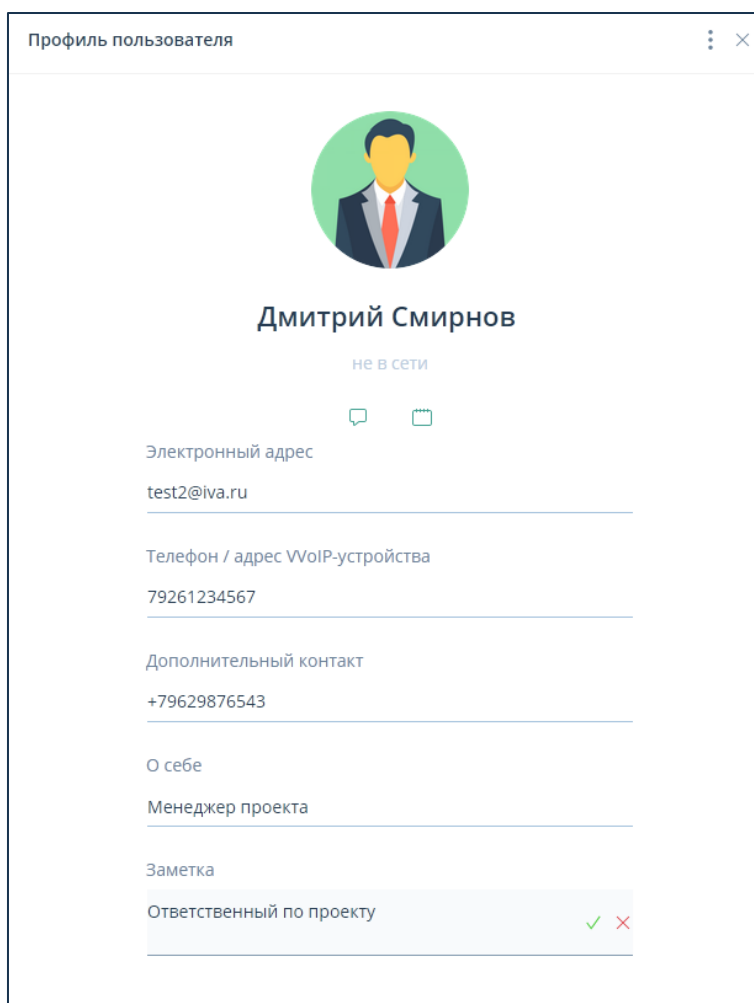 Профиль пользователя
Дмитрий Смирнов
не в сети
Электронный адрес
test2@iva.ru
Телефон / адрес VVoIP-устройства
79261234567
Дополнительный контакт
+79629876543
О себе
Менеджер проекта
Заметка
Ответственный по проекту